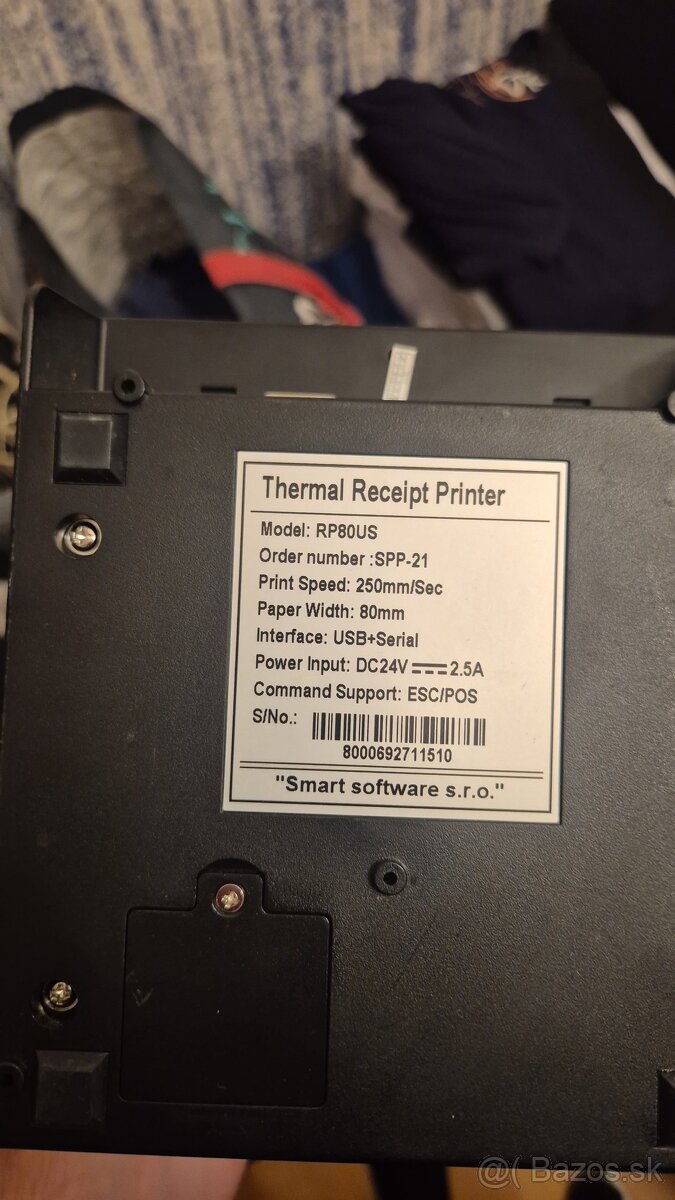 Thermal Receipt Printer
Model: RP80US
Order number :SPP-21
Print Speed: 250mm/Sec
Paper Width: 80mm
Interface: USB+Serial
Power Input: DC24V 2.5A
Command Support: ESC/POS
S/No.:
8000692711510
"Smart software s.r.o."
@( Bazos.sk